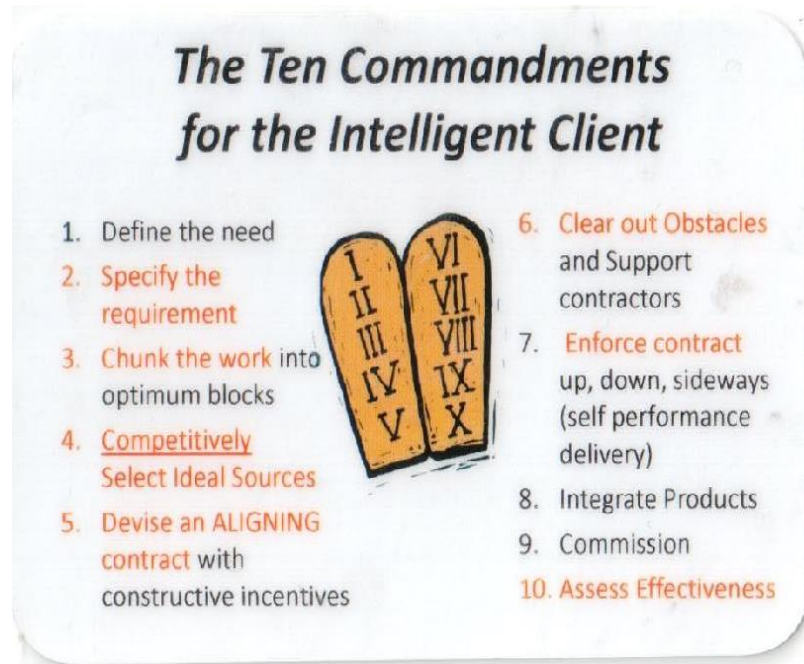 The Ten Commandments
for the Intelligent Client
1. Define the need
2. Specify the
requirement
3. Chunk the work into
optimum blocks
4. Competitively
Select Ideal Sources
5. Devise an ALIGNING
contract with
constructive incentives
I
II
III
IV
V
VI
VII
VIII
IX
X
6. Clear out Obstacles
and Support
contractors
7. Enforce contract
up, down, sideways
(self performance
delivery)
8. Integrate Products
9. Commission
10. Assess Effectiveness